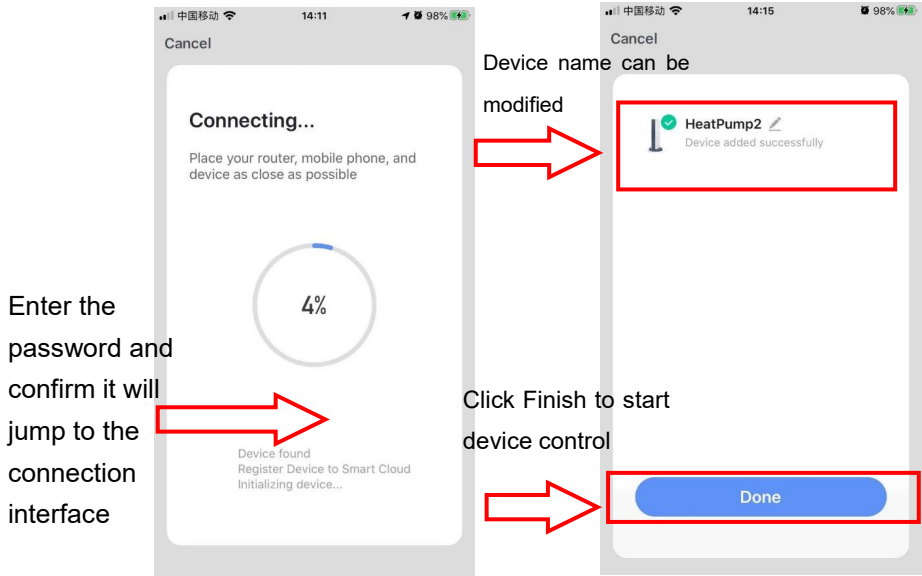 中国移动 14:11 98%
Cancel
Connecting...
Place your router, mobile phone, and
device as close as possible
4%
Device found
Register Device to Smart Cloud
Initializing device...
Enter the
password and
confirm it will
jump to the
connection
interface
Device name can be
modified
Click Finish to start
device control
中国移动 14:15 98%
Cancel
HeatPump2
Device added successfully
Done